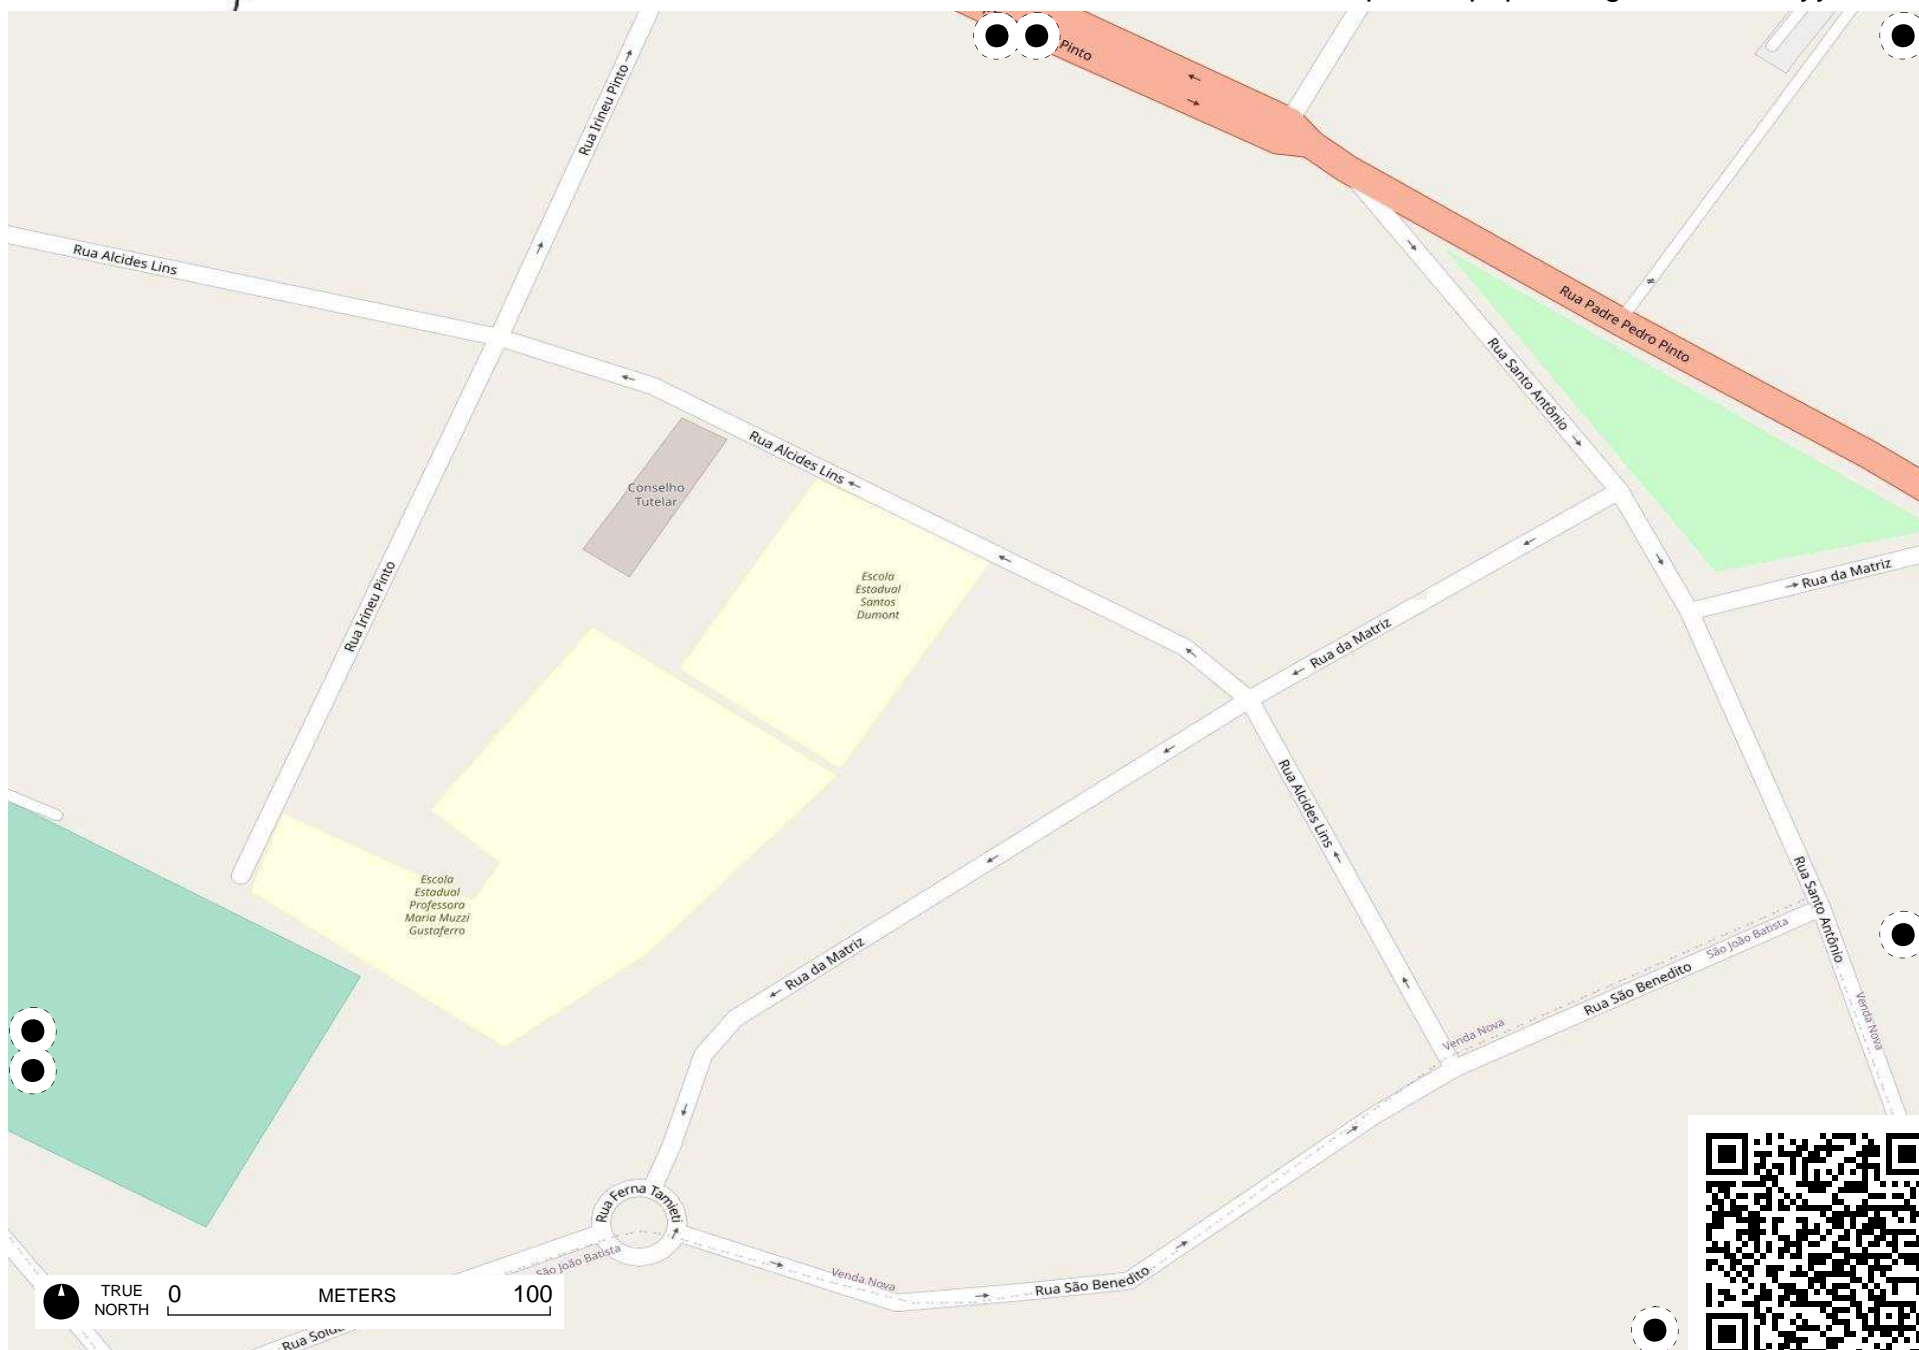 Pinto
Rua Irineu Pinto
Rua Alcides Lins
Rua Padre Pedro Pinto
Rua Santo Antônio
Rua Alcides Lins
Conselho
Tutelar
Escola
Estadual
Santos
Dumont
Rua da Matriz
Rua Irineu Pinto
Rua da Matriz
Rua Alcides Lins
Escola
Estadual
Professora
Maria Muzzi
Gustaferro
Rua Santo Antônio
São João Batista
Rua da Matriz
Rua São Benedito
Venda Nova
Venda Nova
Rua Ferna Tamieti
São João Batista
Venda Nova
Rua São Benedito
TRUE
NORTH
0
METERS
100
Rua